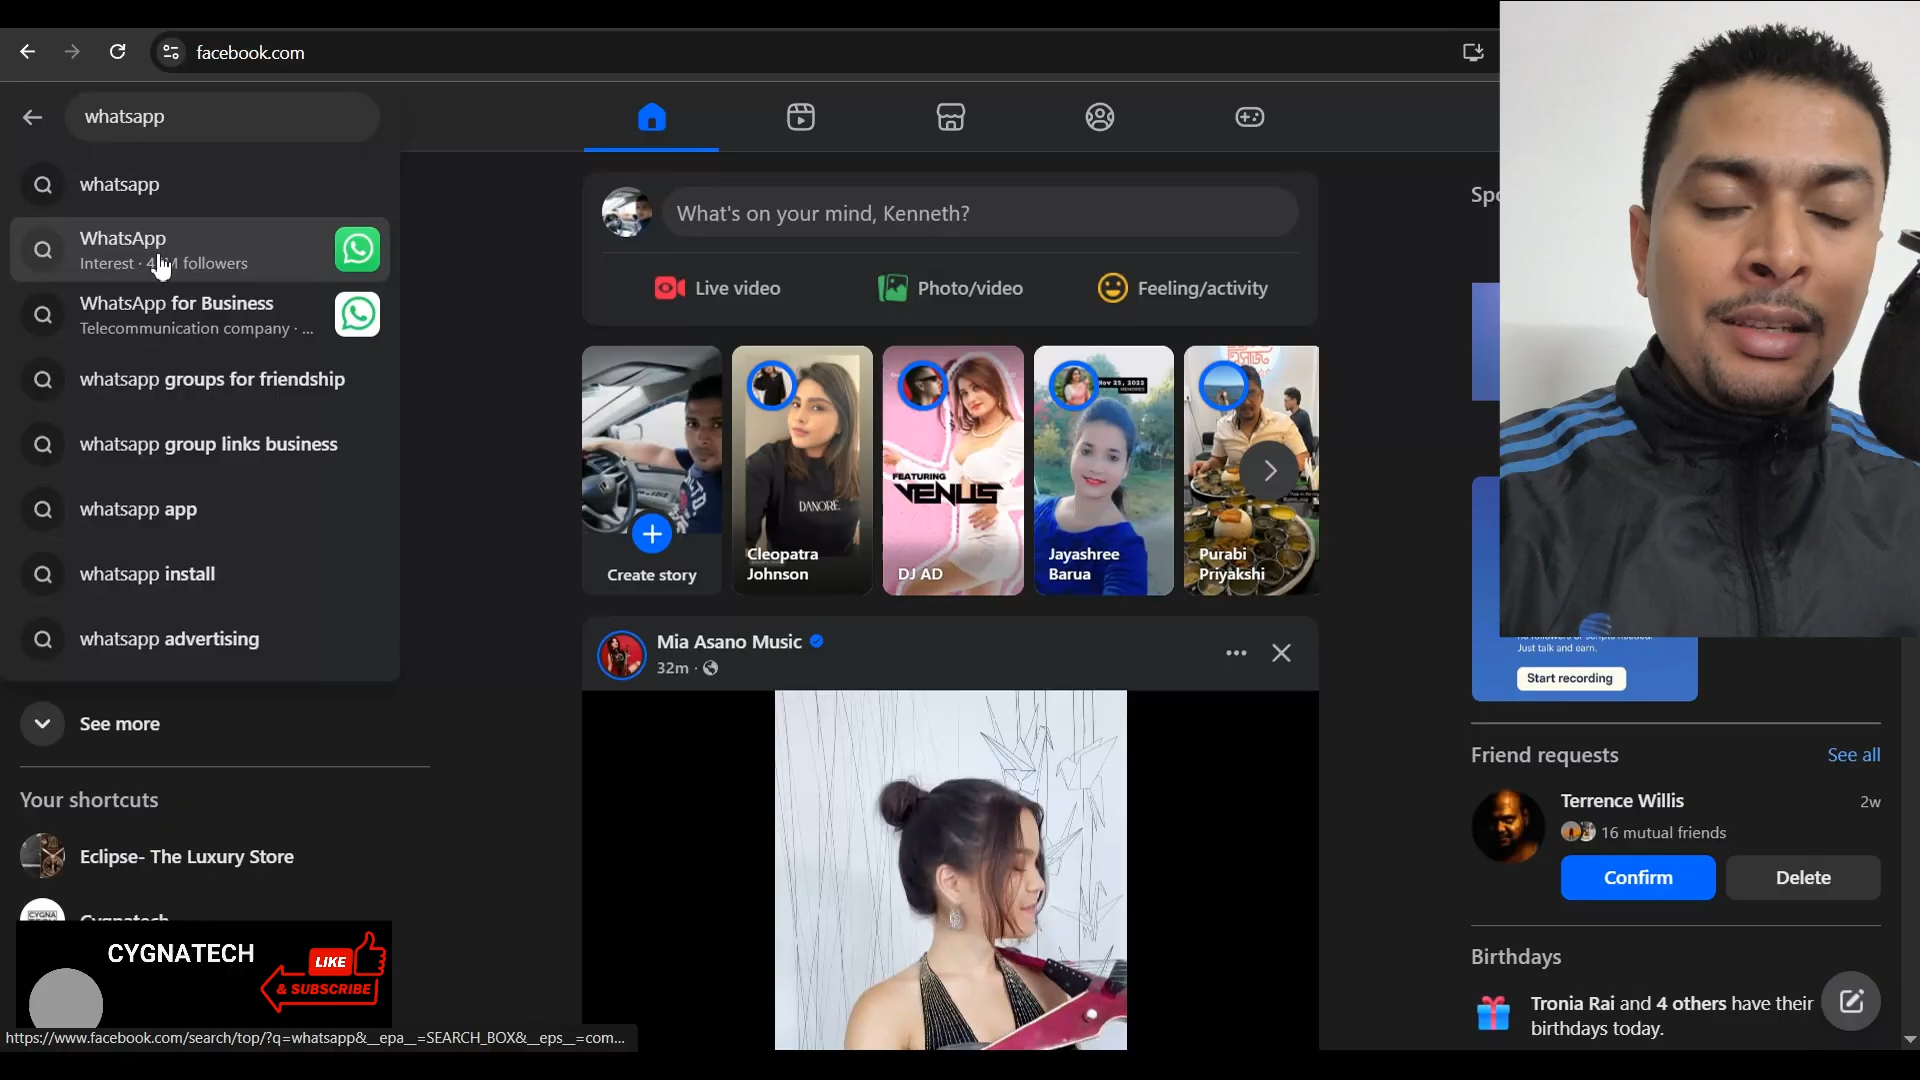 facebook.com
whatsapp
whatsapp
WhatsApp
Interest · followers
WhatsApp for Business
Telecommunication company · ...
whatsapp groups for friendship
whatsapp group links business
whatsapp app
whatsapp install
whatsapp advertising
See more
Your shortcuts
Eclipse- The Luxury Store
Cygnatech
CYGNATECH
LIKE
& SUBSCRIBE
https://www.facebook.com/search/top/?q=whatsapp&__epa__=SEARCH_BOX&__eps__=com...
What's on your mind, Kenneth?
Live video
Photo/video
Feeling/activity
Create story
DANORE
Cleopatra
Johnson
FEATURING
VENUS
DJ AD
Nov 25, 2022
MEMORIES
Jayashree
Barua
Purabi
Priyakshi
Mia Asano Music
32m ·
Just talk and earn.
Start recording
Friend requests
See all
Terrence Willis
2w
16 mutual friends
Confirm
Delete
Birthdays
Tronia Rai and 4 others have their
birthdays today.